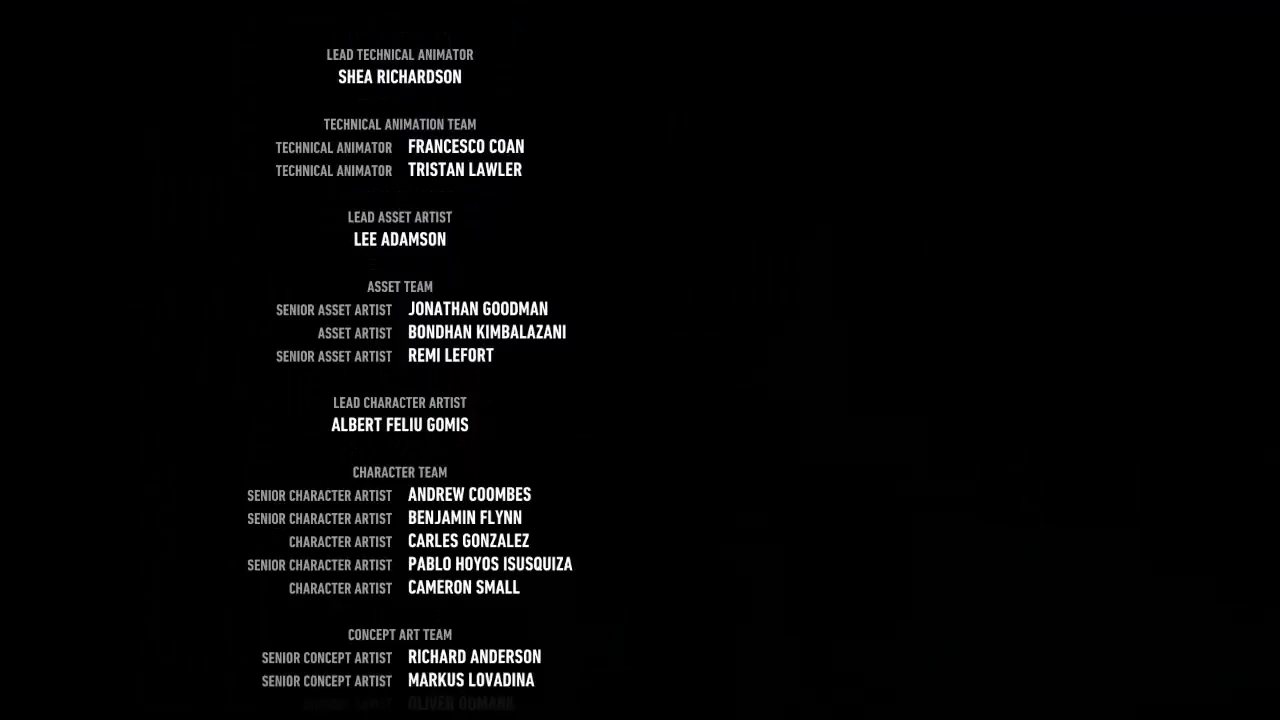 LEAD TECHNICAL ANIMATOR
SHEA RICHARDSON
TECHNICAL ANIMATION TEAM
TECHNICAL ANIMATOR FRANCESCO COAN
TECHNICAL ANIMATOR TRISTAN LAWLER
LEAD ASSET ARTIST
LEE ADAMSON
ASSET TEAM
SENIOR ASSET ARTIST JONATHAN GOODMAN
ASSET ARTIST BONDHAN KIMBALAZANI
SENIOR ASSET ARTIST REMI LEFORT
LEAD CHARACTER ARTIST
ALBERT FELIU GOMIS
CHARACTER TEAM
SENIOR CHARACTER ARTIST ANDREW COOMBES
SENIOR CHARACTER ARTIST BENJAMIN FLYNN
CHARACTER ARTIST CARLES GONZALEZ
SENIOR CHARACTER ARTIST PABLO HOYOS ISUSQUIZA
CHARACTER ARTIST CAMERON SMALL
CONCEPT ART TEAM
SENIOR CONCEPT ARTIST RICHARD ANDERSON
SENIOR CONCEPT ARTIST MARKUS LOVADINA
OLIVER